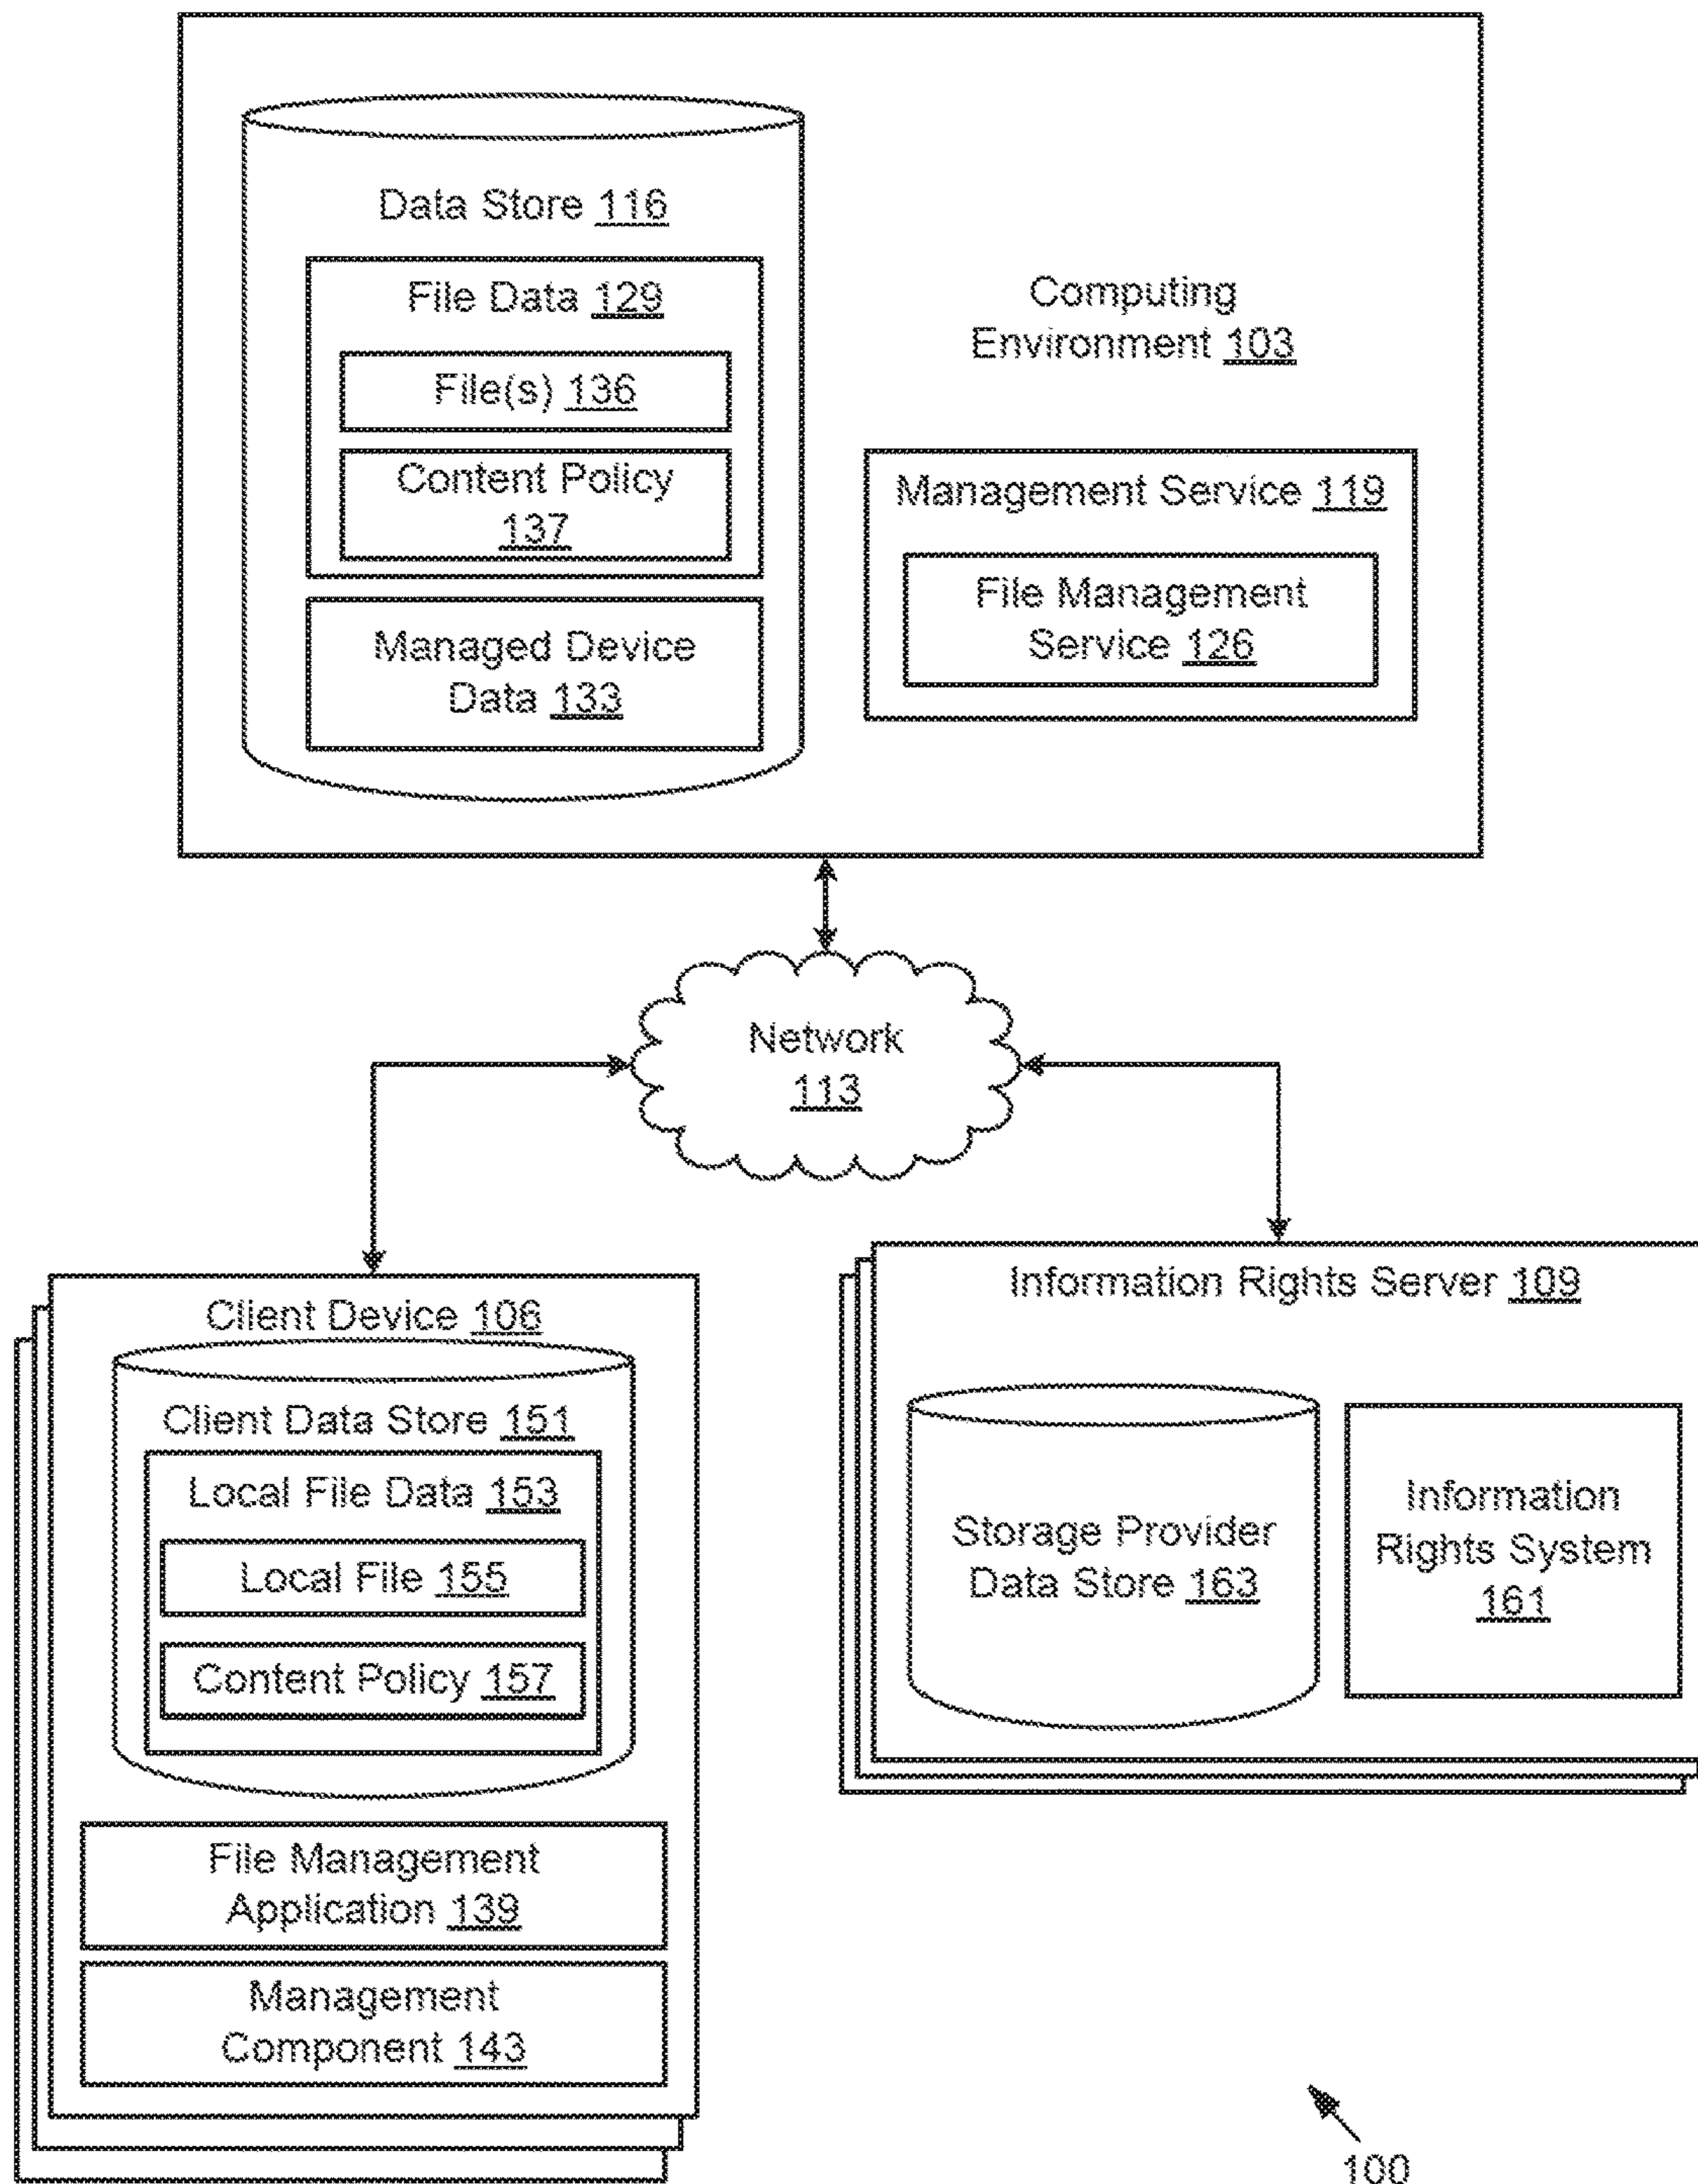 Data Store 116
File Data 129
File(s) 136
Content Policy
137
Managed Device
Data 133
Computing
Environment 103
Management Service 119
File Management
Service 126
Network
113
Client Device 106
Client Data Store 151
Local File Data 153
Local File 155
Content Policy 157
File Management
Application 139
Management
Component 143
Information Rights Server 109
Storage Provider
Data Store 163
Information
Rights System
161
100